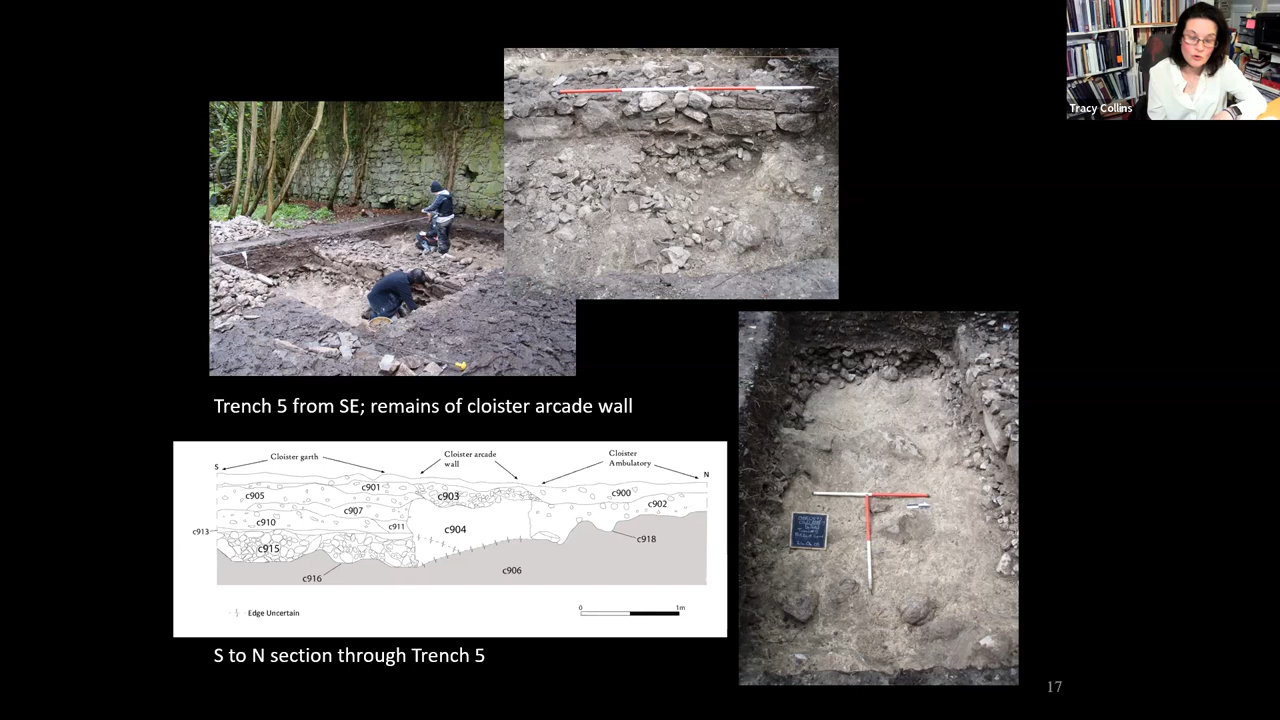 Tracy Collins
Trench 5 from SE; remains of cloister arcade wall
Cloister garth
Cloister arcade
wall
Cloister
Ambulatory
S
N
c901
c903
c900
c905
c902
c907
c910
c911
c904
c913
c915
c918
c906
c916
Edge Uncertain
0
1m
S to N section through Trench 5
17